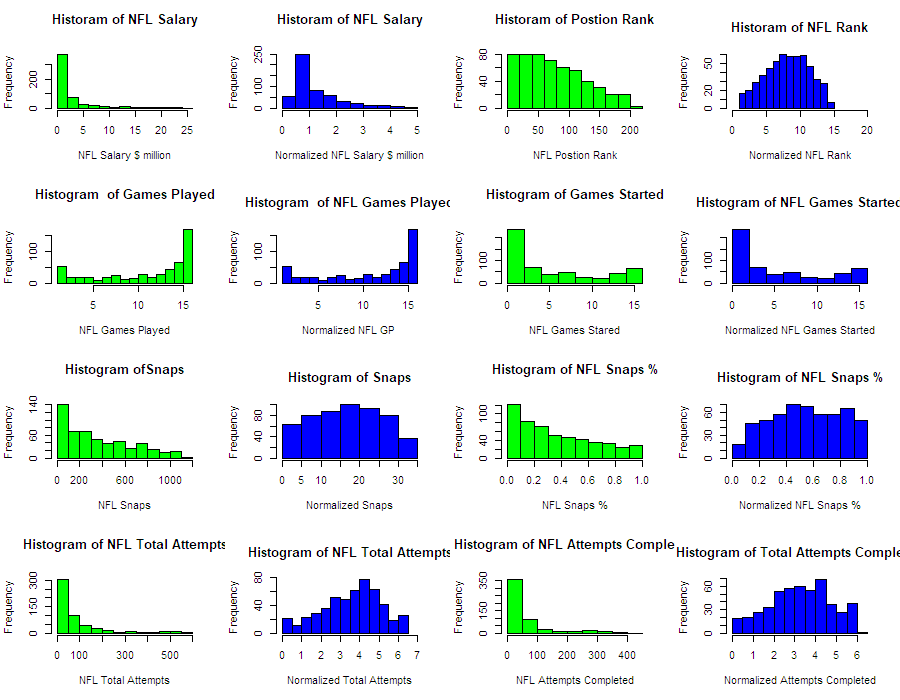 Historam of NFL Salary
Frequency
0 200
0 5 10 15 20 25
NFL Salary $ million
Histogram of NFL Salary
Frequency
0 100 250
0 1 2 3 4 5
Normalized NFL Salary $ million
Historam of Postion Rank
Frequency
0 40 80
0 50 100 150 200
NFL Postion Rank
Historam of NFL Rank
Frequency
0 20 50
0 5 10 15 20
Normalized NFL Rank
Histogram of Games Played
Frequency
0 100
5 10 15
NFL Games Played
Histogram of NFL Games Played
Frequency
0 100
5 10 15
Normalized NFL GP
Histogram of Games Started
Frequency
0 100
0 5 10 15
NFL Games Stared
Histogram of NFL Games Started
Frequency
0 100
0 5 10 15
Normalized NFL Games Started
Histogram ofSnaps
Frequency
0 60 140
0 200 600 1000
NFL Snaps
Histogram of Snaps
Frequency
0 40 80
0 5 10 20 30
Normalized Snaps
Histogram of NFL Snaps %
Frequency
0 40 100
0.0 0.2 0.4 0.6 0.8 1.0
NFL Snaps %
Histogram of NFL Snaps %
Frequency
0 30 60
0.0 0.2 0.4 0.6 0.8 1.0
Normalized NFL Snaps %
Histogram of NFL Total Attempts
Frequency
0 150 300
0 100 300 500
NFL Total Attempts
Histogram of NFL Total Attempts
Frequency
0 40 80
0 1 2 3 4 5 6 7
Normalized Total Attempts
Histogram of NFL Attempts Comple
Frequency
0 150 350
0 100 200 300 400
NFL Attempts Completed
Histogram of Total Attempts Comple
Frequency
0 30 60
0 1 2 3 4 5 6
Normalized Attempts Completed